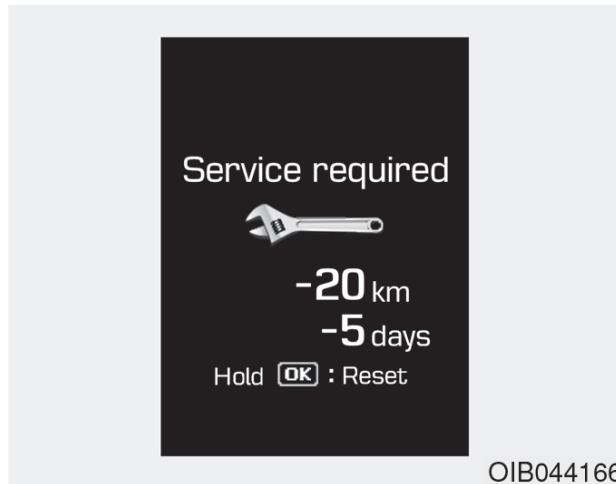 Service required
-20 km
-5 days
Hold OK : Reset
OIB044166